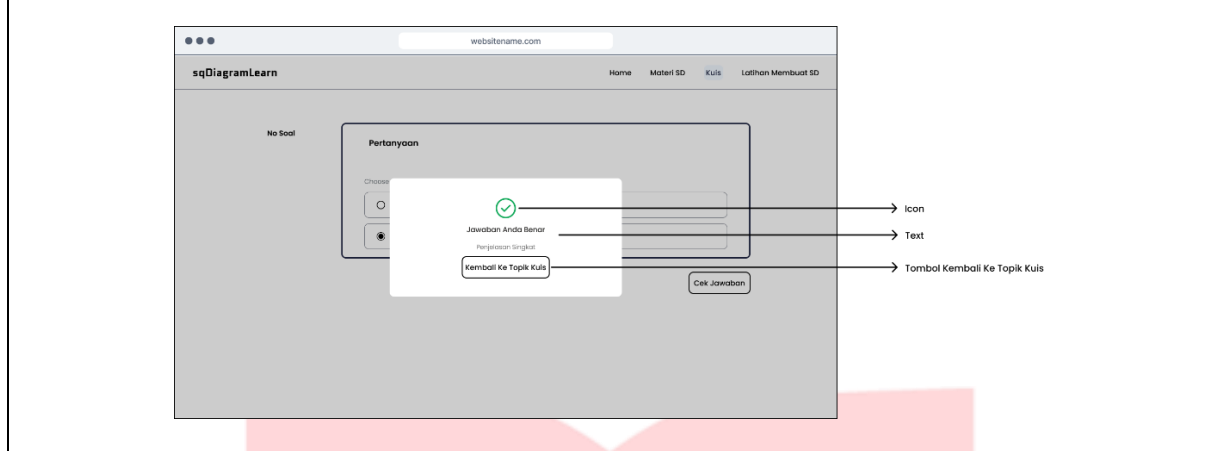 websitename.com
sqDiagramLearn
Home Materi SD Kuis Latihan Membuat SD
No Soal
Pertanyaan
Choose
Icon
Jawaban Anda Benar
Text
Penjelasan Singkat
Kembali Ke Topik Kuis
Tombol Kembali Ke Topik Kuis
Cek Jawaban